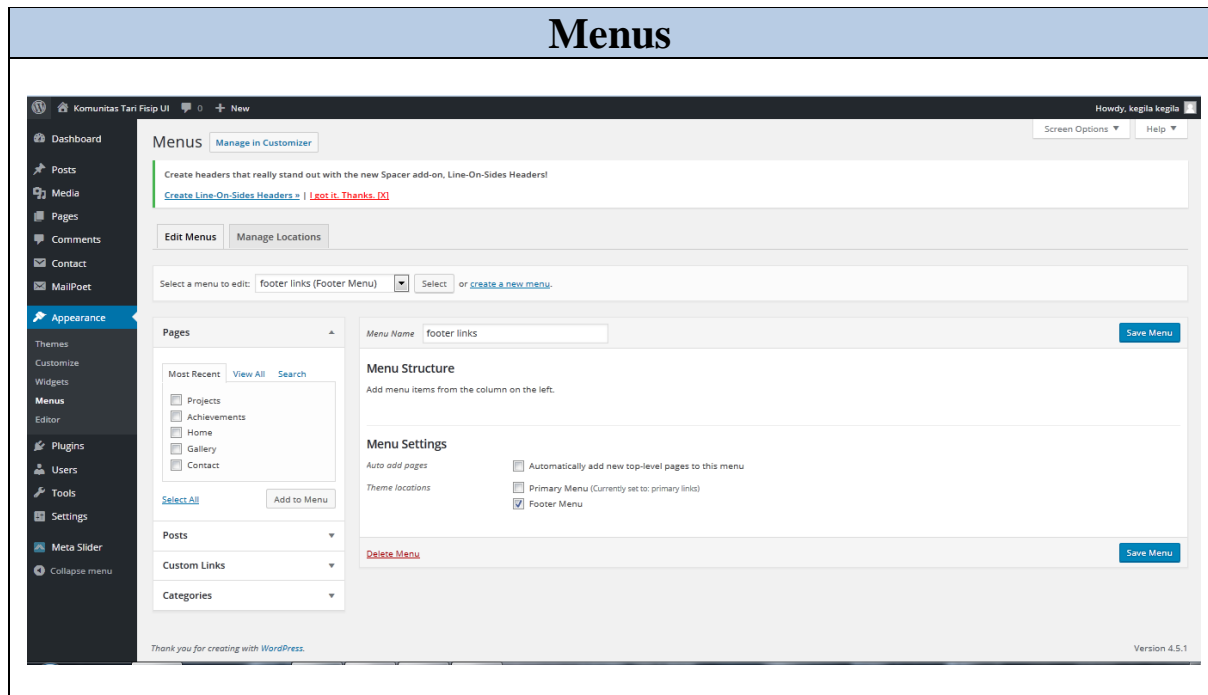 Menus
Komunitas Tari Fisip UI 0 + New Howdy, kegila kegila
Screen Options ▼ Help ▼
Dashboard
Posts
Media
Pages
Comments
Contact
MailPoet
Appearance
Themes
Customize
Widgets
Menus
Editor
Plugins
Users
Tools
Settings
Meta Slider
Collapse menu
Menus Manage in Customizer
Create headers that really stand out with the new Spacer add-on, Line-On-Sides Headers!
Create Line-On-Sides Headers » | I got it. Thanks. [X]
Edit Menus Manage Locations
Select a menu to edit: footer links (Footer Menu) Select or create a new menu.
Pages
Most Recent View All Search
Projects
Achievements
Home
Gallery
Contact
Select All Add to Menu
Posts
Custom Links
Categories
Menu Name footer links Save Menu
Menu Structure
Add menu items from the column on the left.
Menu Settings
Auto add pages Automatically add new top-level pages to this menu
Theme locations Primary Menu (Currently set to: primary links)
Footer Menu
Delete Menu Save Menu
Thank you for creating with WordPress. Version 4.5.1